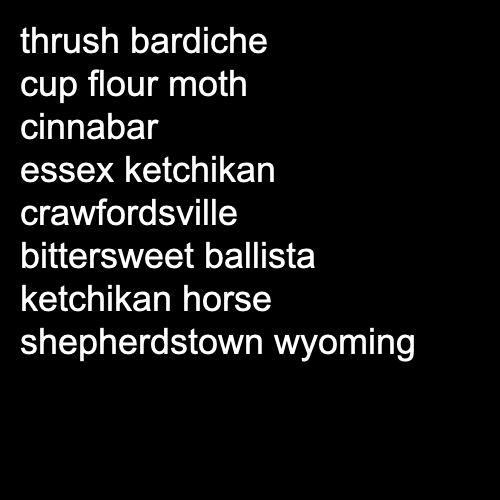 thrush bardiche
cup flour moth
cinnabar
essex ketchikan
crawfordsville
bittersweet ballista
ketchikan horse
shepherdstown wyoming